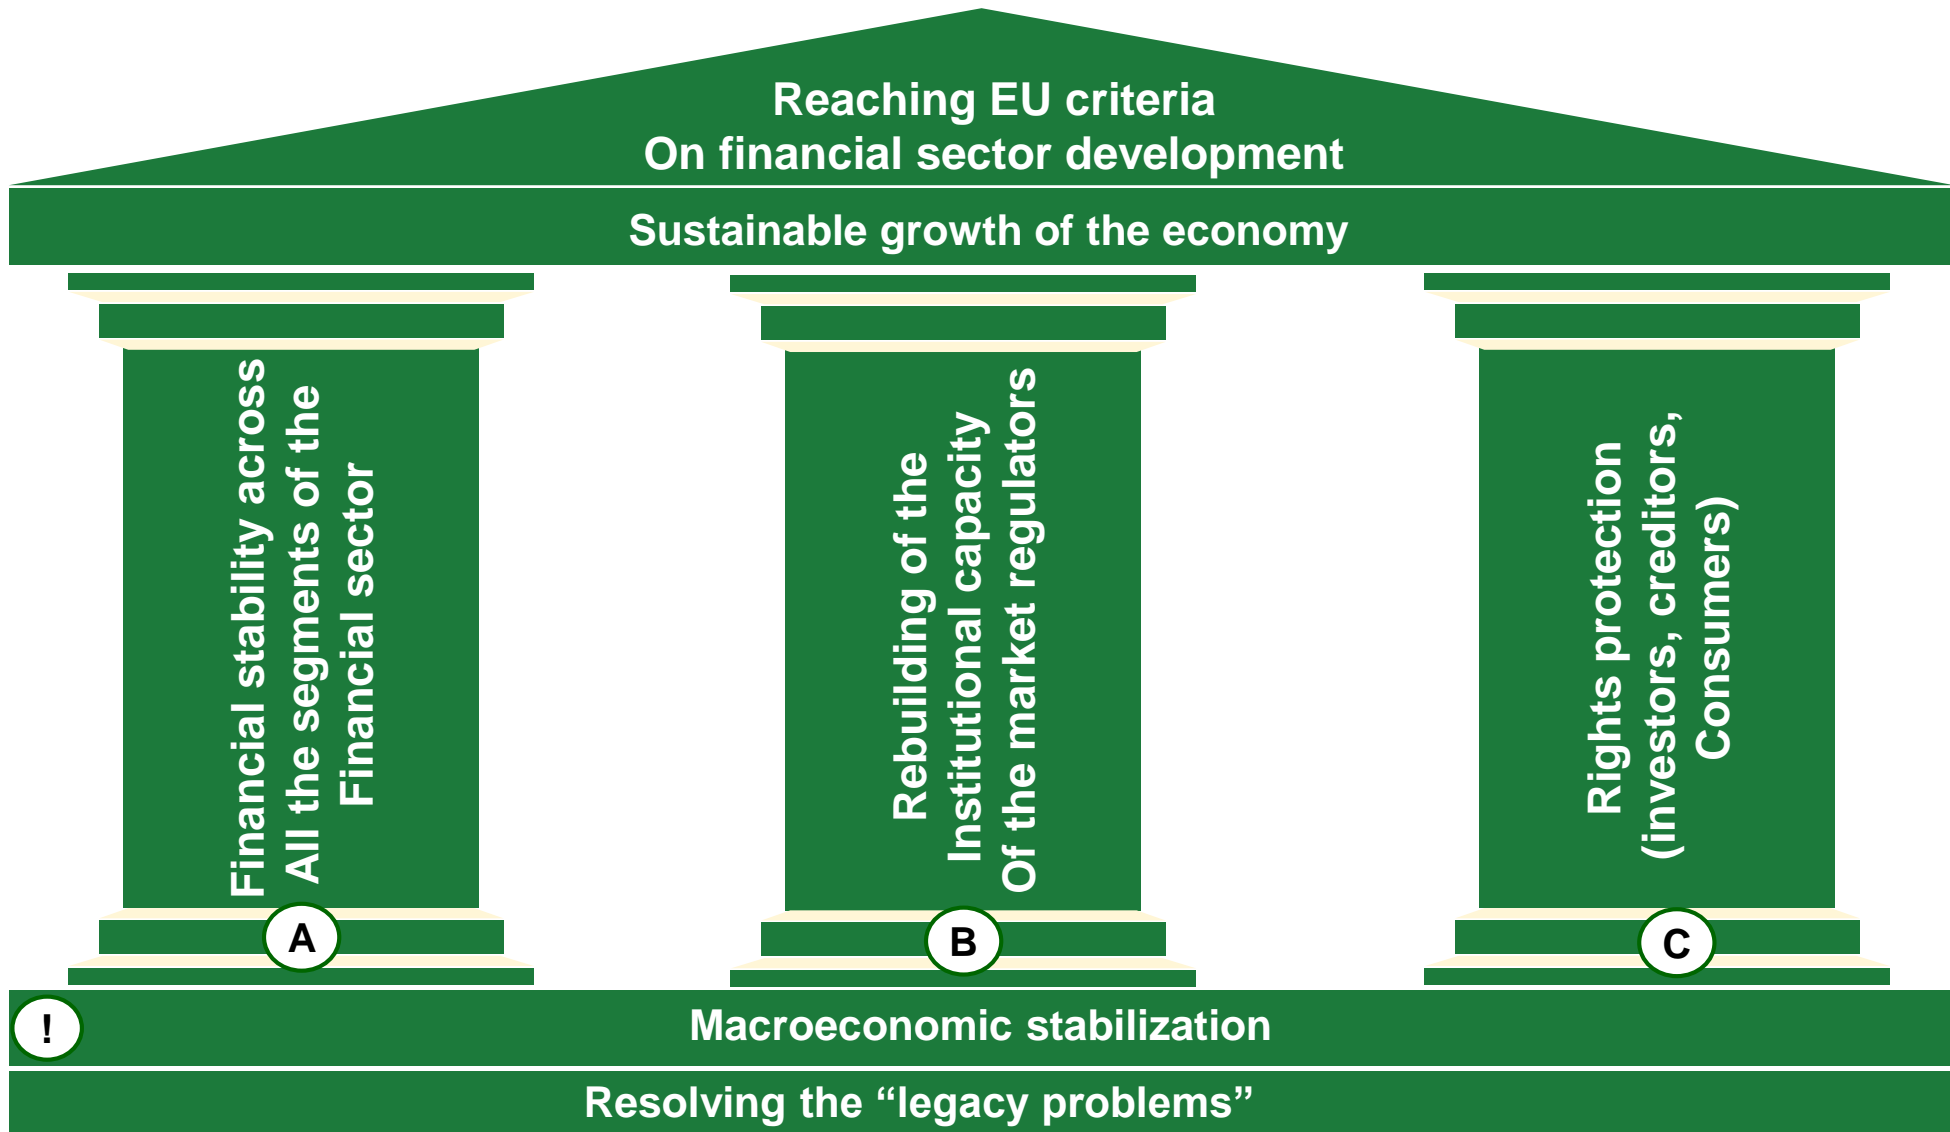 Reaching EU criteria
On financial sector development
Sustainable growth of the economy
Financial stability across
All the segments of the
Financial sector
A
Rebuilding of the
Institutional capacity
Of the market regulators
B
Rights protection
(investors, creditors,
Consumers)
C
!
Macroeconomic stabilization
Resolving the “legacy problems”